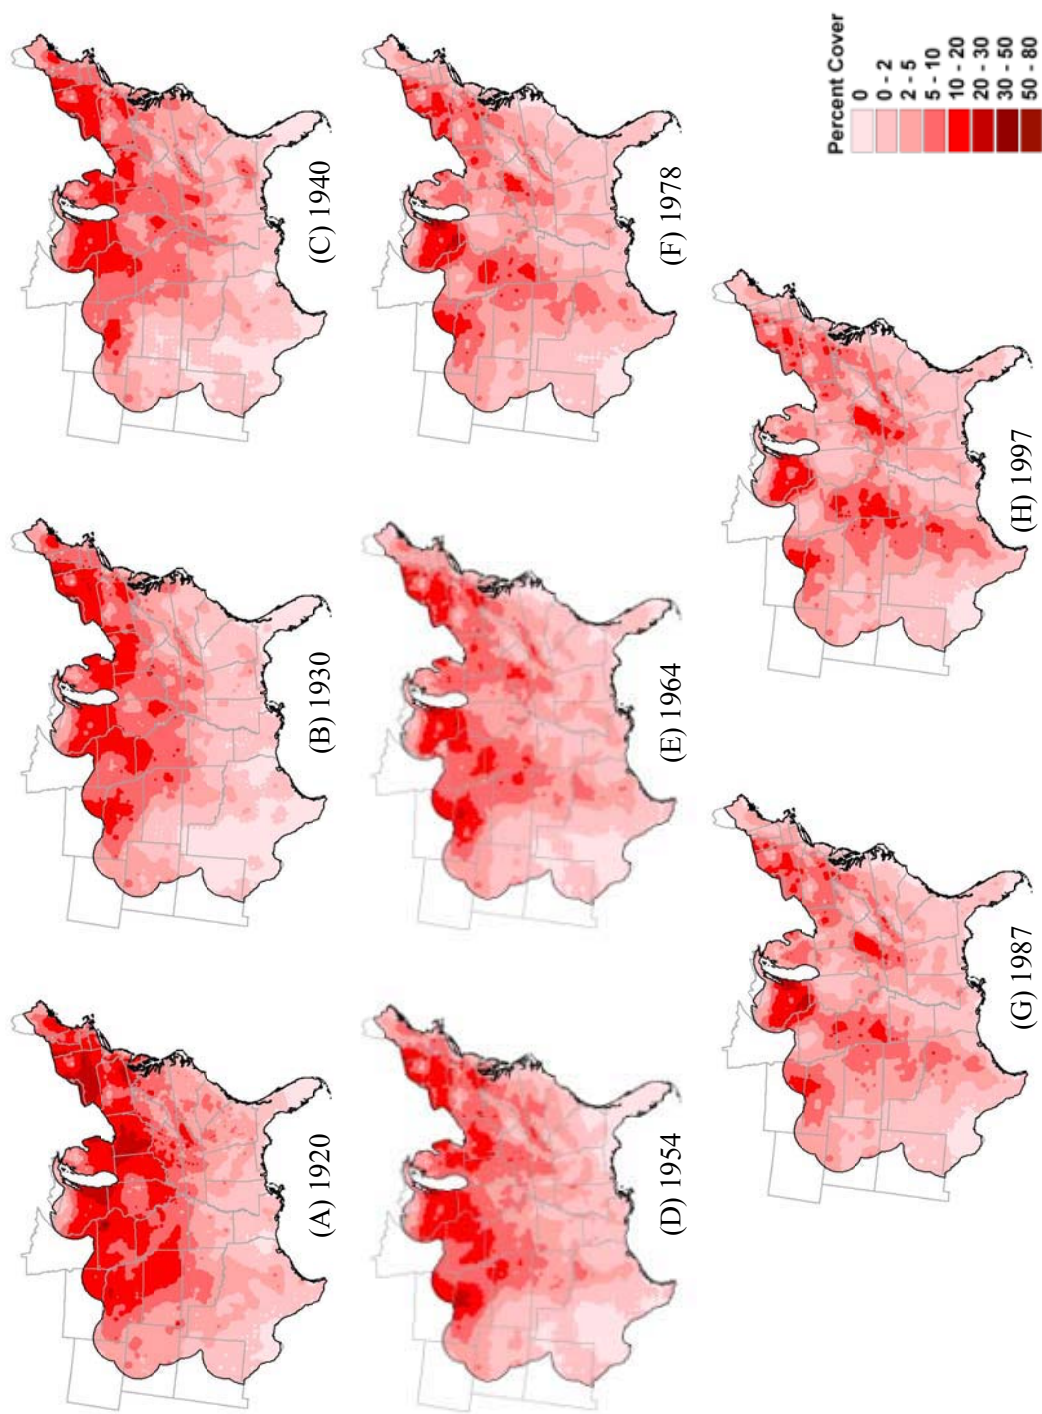 (A) 1920
(B) 1930
(C) 1940
(D) 1954
(E) 1964
(F) 1978
(G) 1987
(H) 1997
Percent Cover
0
0 - 2
2 - 5
5 - 10
10 - 20
20 - 30
30 - 50
50 - 80